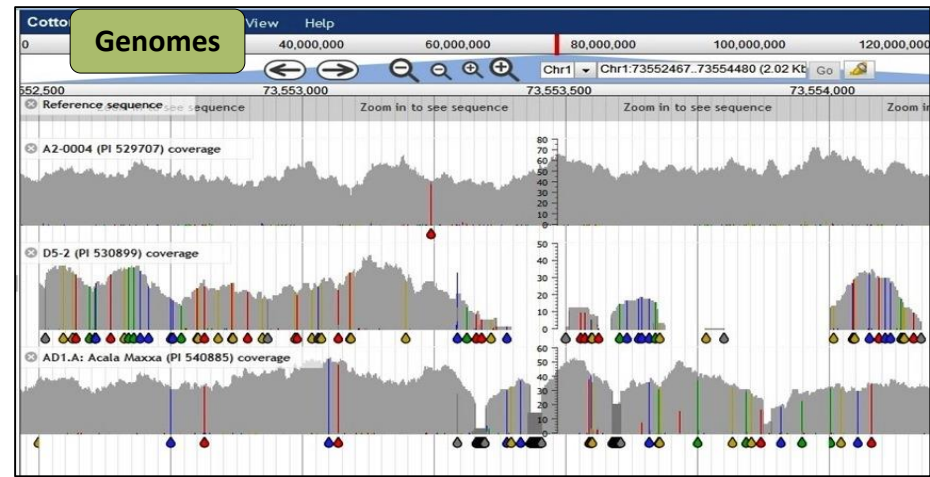 Cotto
Genomes
View Help
0 40,000,000 60,000,000 80,000,000 100,000,000 120,000,000
Chr1 Chr1:73552467..73554480 (2.02 Kb Go
552,500 73,553,000 73,553,500 73,554,000
Reference sequence
sequence Zoom in to see sequence Zoom in to see sequence Zoom in
A2-0004 (PI 529707) coverage
80
70
60
50
40
30
20
10
0
D5-2 (PI 530899) coverage
50
40
30
20
10
0
AD1.A: Acala Maxxa (PI 540885) coverage
60
50
40
30
20
10
0